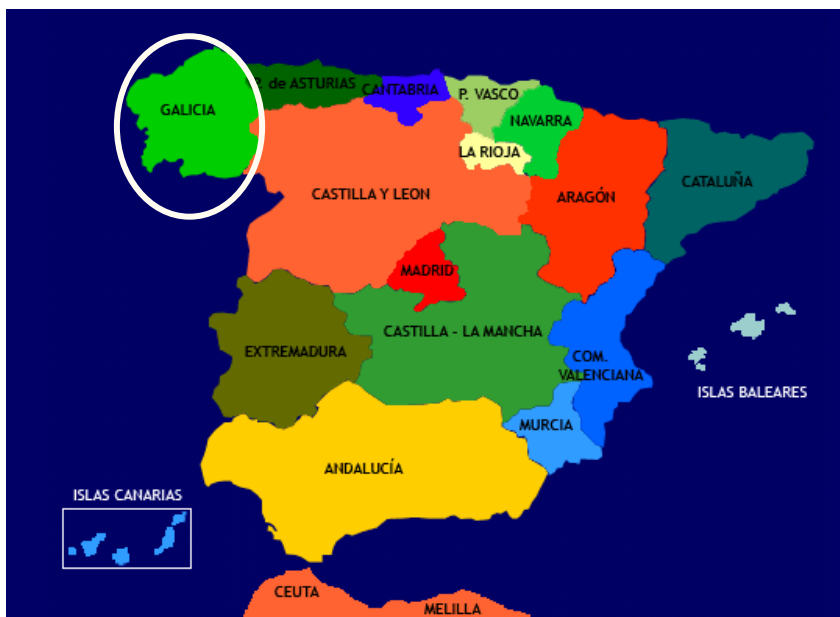 P. de ASTURIAS
CANTABRIA
P. VASCO
GALICIA
NAVARRA
LA RIOJA
CATALUÑA
CASTILLA Y LEON
ARAGÓN
MADRID
CASTILLA - LA MANCHA
EXTREMADURA
COM.
VALENCIANA
ISLAS BALEARES
MURCIA
ANDALUCÍA
ISLAS CANARIAS
CEUTA
MELILLA